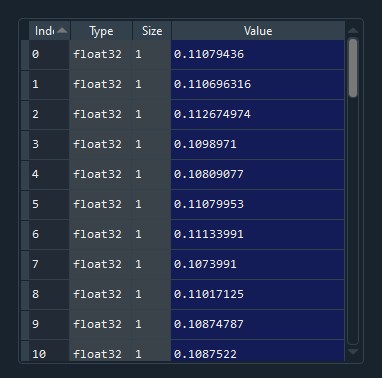 Inde Type Size Value
0 float32 1 0.11079436
1 float32 1 0.110696316
2 float32 1 0.112674974
3 float32 1 0.1098971
4 float32 1 0.10809077
5 float32 1 0.11079953
6 float32 1 0.11133991
7 float32 1 0.1073991
8 float32 1 0.11017125
9 float32 1 0.10874787
10 float32 1 0.1087522